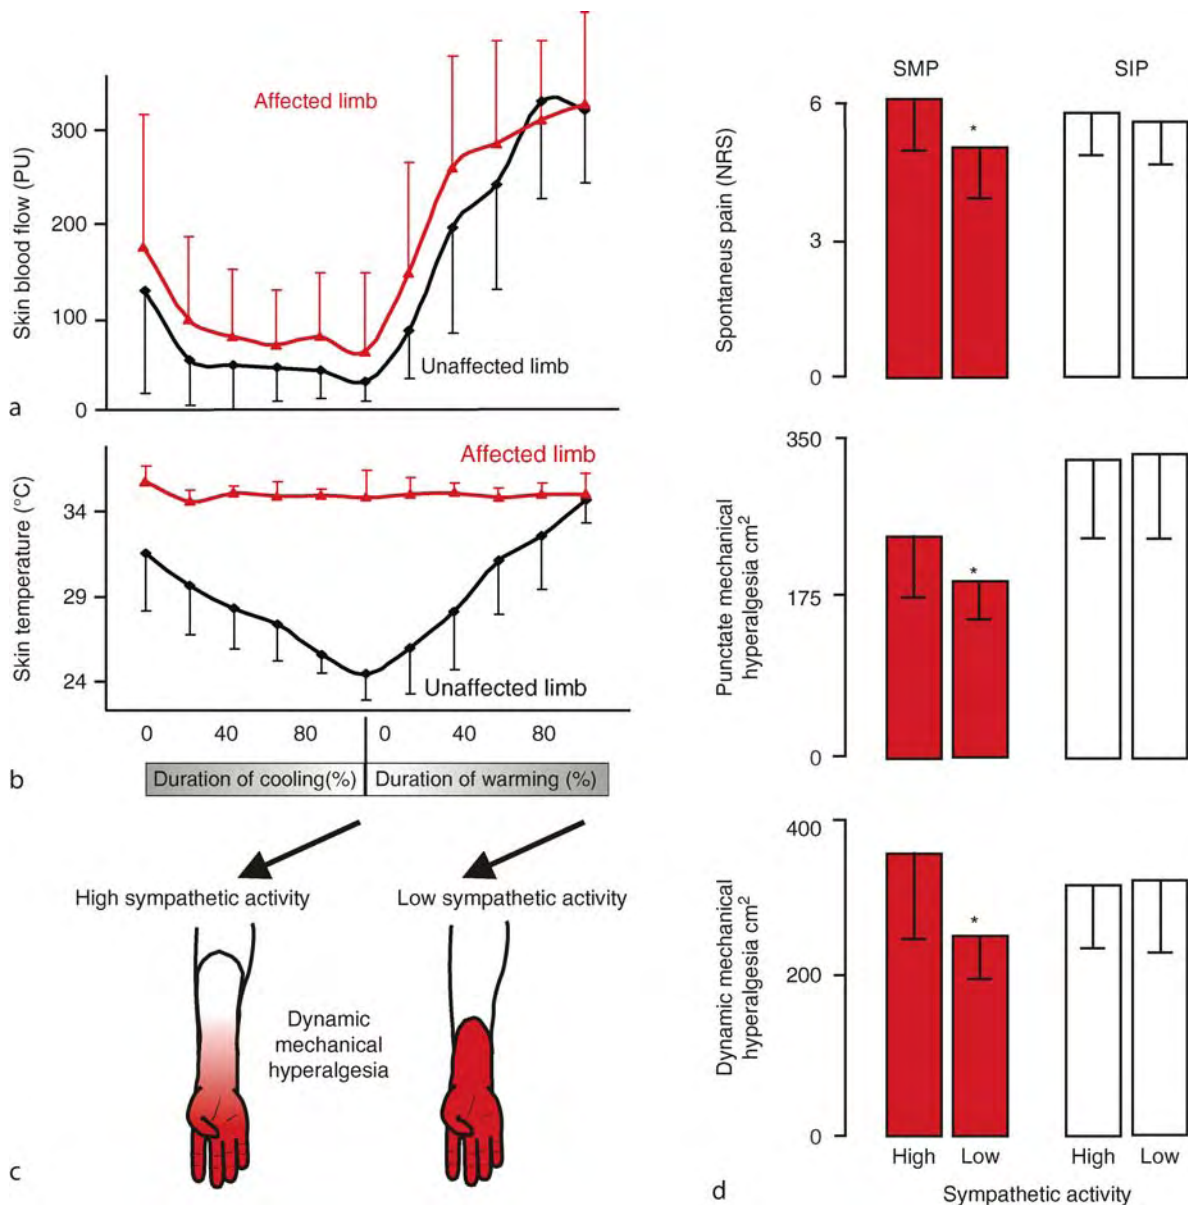 Affected limb
Skin blood flow (PU)
300
200
100
0
Unaffected limb
a
Affected limb
Skin temperature (°C)
34
29
24
Unaffected limb
0 40 80 0 40 80
b
Duration of cooling(%) Duration of warming (%)
High sympathetic activity
Low sympathetic activity
Dynamic
mechanical
hyperalgesia
c
SMP
SIP
Spontaneus pain (NRS)
6
3
0
*
Punctate mechanical
hyperalgesia cm²
350
175
0
*
Dynamic mechanical
hyperalgesia cm²
400
200
0
*
High Low High Low
d
Sympathetic activity